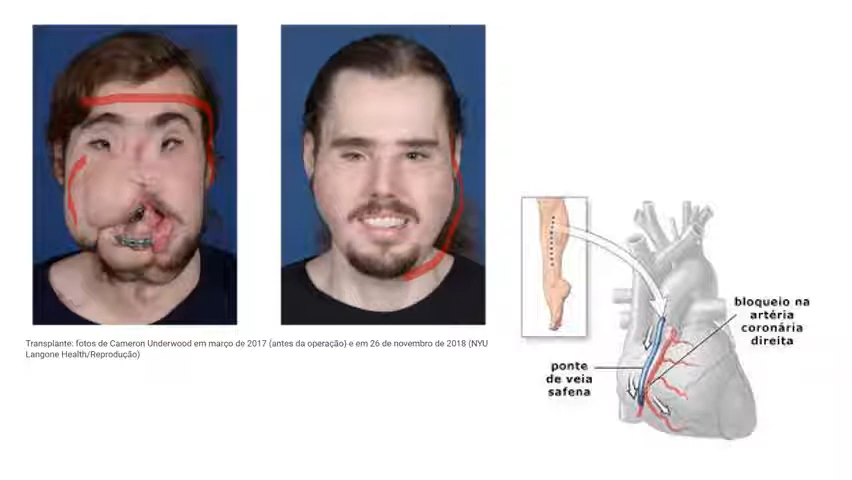 Transplante: fotos de Cameron Underwood em março de 2017 (antes da operação) e em 26 de novembro de 2018 (NYU
Langone Health/Reprodução)
bloqueio na
artéria
coronária
direita
ponte
de veia
safena